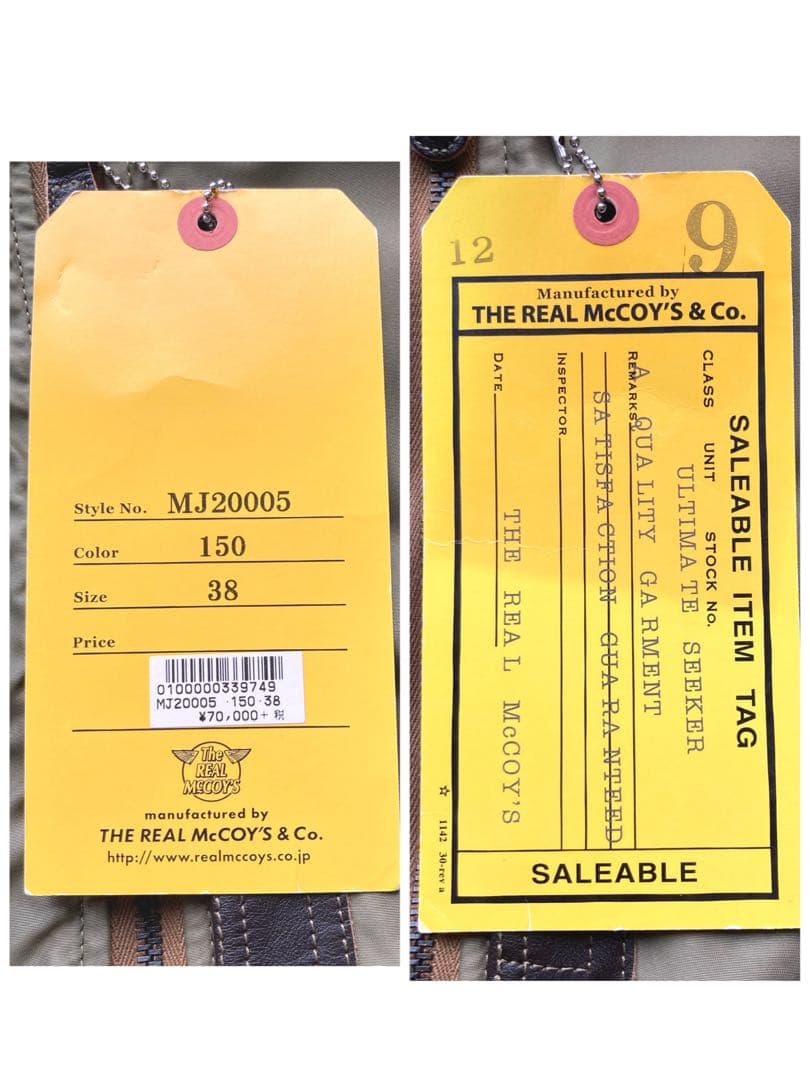 Style No. MJ20005
Color 150
Size 38
Price
0100000339749
MJ20005 ·150·38
¥70,000+ 税
The
REAL
McCOY'S
manufactured by
THE REAL McCOY'S & Co.
http://www.realmccoys.co.jp
12
9
Manufactured by
THE REAL McCOY'S & Co.
SALEABLE ITEM TAG
CLASS UNIT STOCK NO.
ULTIMATE SEEKER
REMARKS
A QUALITY GARMENT
SATISFACTION GUARANTEED
INSPECTOR
DATE
THE REAL McCOY'S
☆ 1142 30-rev a
SALEABLE